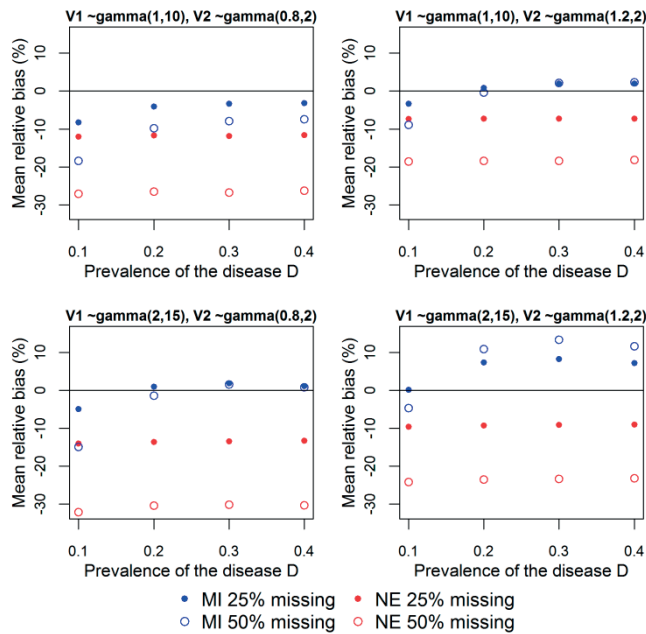 V1 ~gamma(1,10), V2 ~gamma(0.8,2)
Mean relative bias (%)
10
0
-10
-20
-30
0.1 0.2 0.3 0.4
Prevalence of the disease D
V1 ~gamma(1,10), V2 ~gamma(1.2,2)
Mean relative bias (%)
10
0
-10
-20
-30
0.1 0.2 0.3 0.4
Prevalence of the disease D
V1 ~gamma(2,15), V2 ~gamma(0.8,2)
Mean relative bias (%)
10
0
-10
-20
-30
0.1 0.2 0.3 0.4
Prevalence of the disease D
V1 ~gamma(2,15), V2 ~gamma(1.2,2)
Mean relative bias (%)
10
0
-10
-20
-30
0.1 0.2 0.3 0.4
Prevalence of the disease D
MI 25% missing NE 25% missing
MI 50% missing NE 50% missing